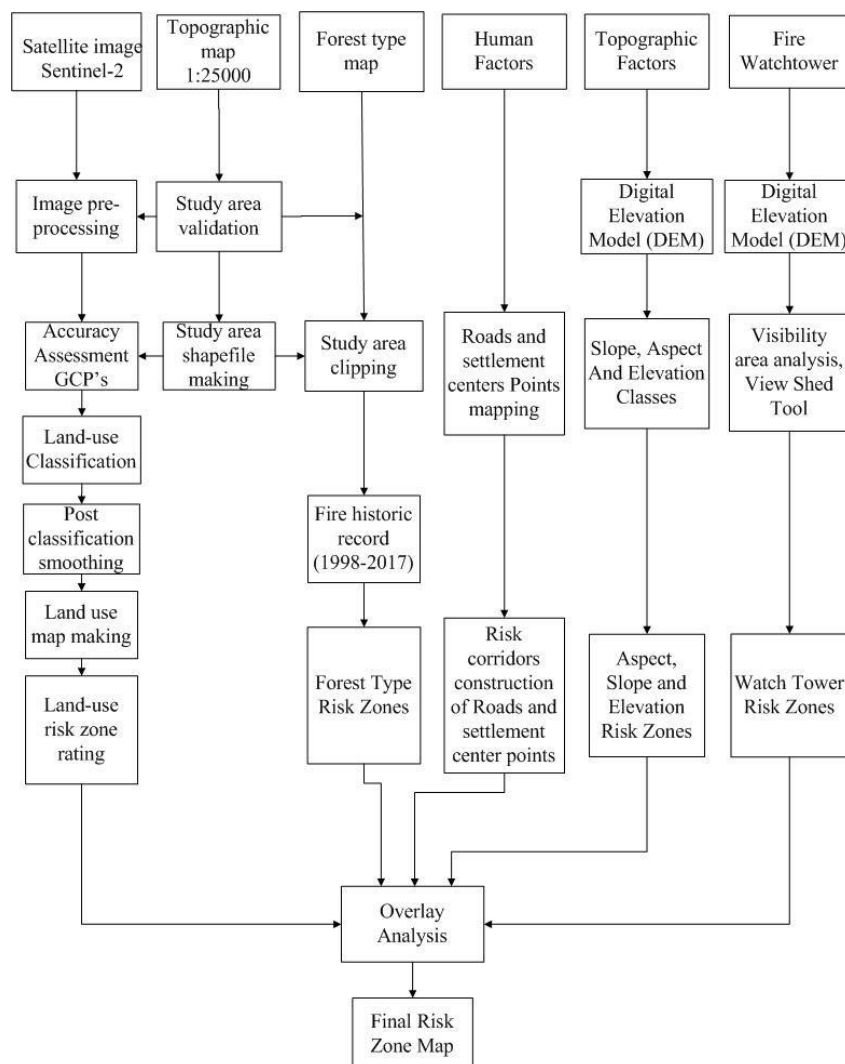 Satellite image
Sentinel-2
Topographic
map
1:25000
Forest type
map
Human
Factors
Topographic
Factors
Fire
Watchtower
Image pre-
processing
Study area
validation
Digital
Elevation
Model (DEM)
Digital
Elevation
Model (DEM)
Accuracy
Assessment
GCP's
Study area
shapefile
making
Study area
clipping
Roads and
settlement
centers Points
mapping
Slope, Aspect
And Elevation
Classes
Visibility
area analysis,
View Shed
Tool
Land-use
Classification
Post
classification
smoothing
Fire historic
record
(1998-2017)
Land use
map making
Land-use
risk zone
rating
Forest Type
Risk Zones
Risk
corridors
construction
of Roads and
settlement
center points
Aspect,
Slope and
Elevation
Risk Zones
Watch Tower
Risk Zones
Overlay
Analysis
Final Risk
Zone Map